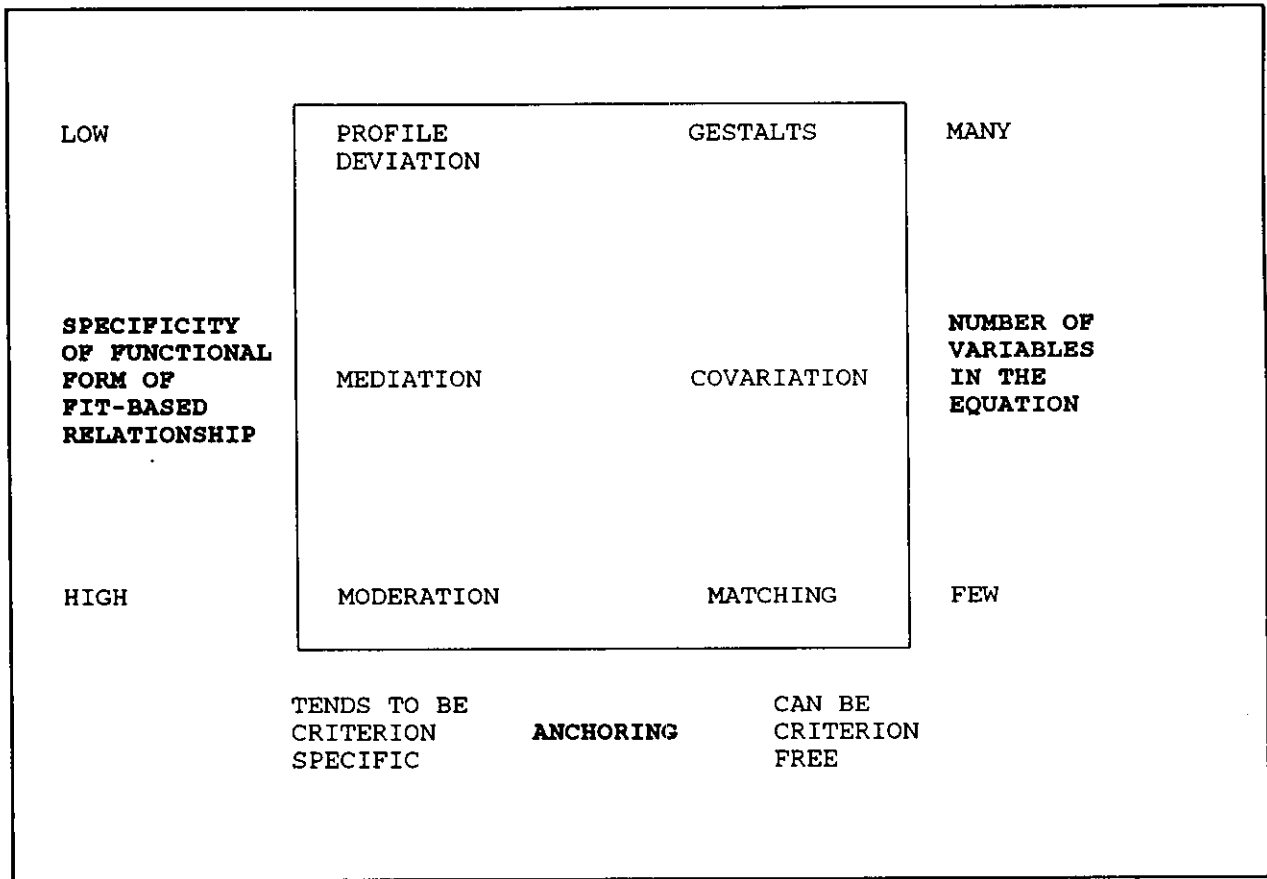 LOW
PROFILE
DEVIATION
GESTALTS
MANY
SPECIFICITY
OF FUNCTIONAL
FORM OF
FIT-BASED
RELATIONSHIP
MEDIATION
COVARIATION
NUMBER OF
VARIABLES
IN THE
EQUATION
HIGH
MODERATION
MATCHING
FEW
TENDS TO BE
CRITERION
SPECIFIC
ANCHORING
CAN BE
CRITERION
FREE